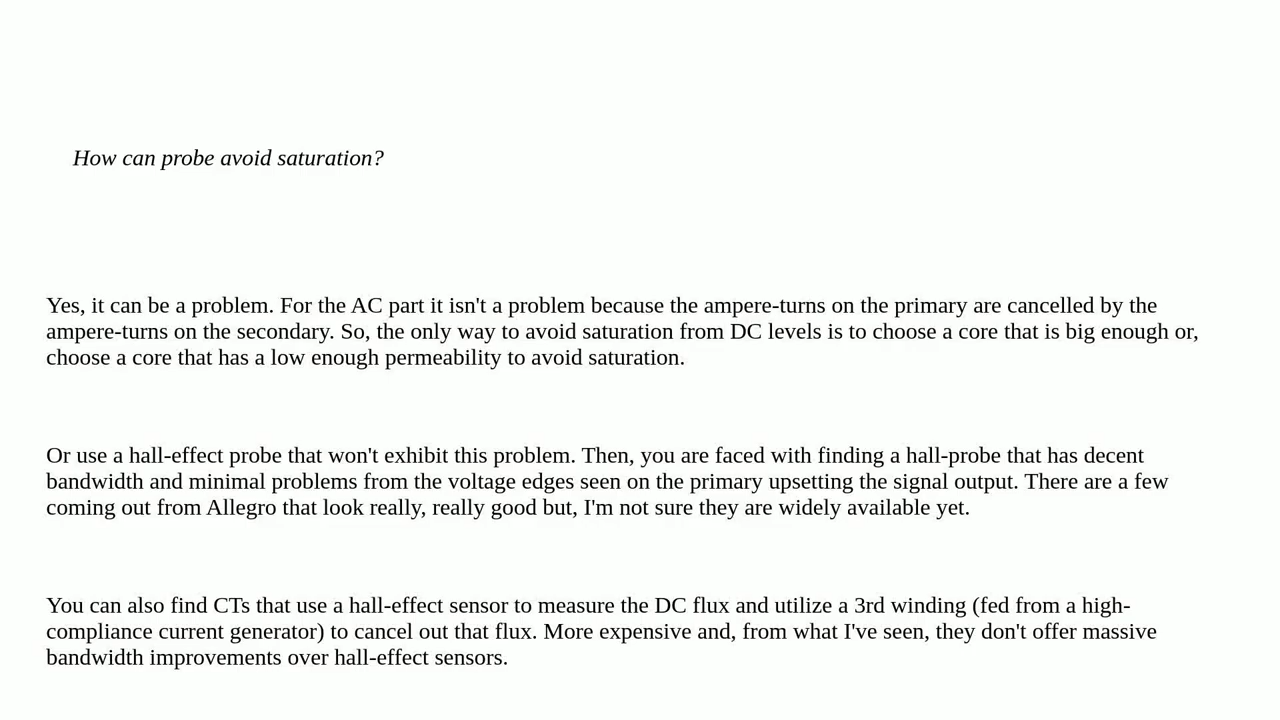 How can probe avoid saturation?
Yes, it can be a problem. For the AC part it isn't a problem because the ampere-turns on the primary are cancelled by the
ampere-turns on the secondary. So, the only way to avoid saturation from DC levels is to choose a core that is big enough or,
choose a core that has a low enough permeability to avoid saturation.
Or use a hall-effect probe that won't exhibit this problem. Then, you are faced with finding a hall-probe that has decent
bandwidth and minimal problems from the voltage edges seen on the primary upsetting the signal output. There are a few
coming out from Allegro that look really, really good but, I'm not sure they are widely available yet.
You can also find CTs that use a hall-effect sensor to measure the DC flux and utilize a 3rd winding (fed from a high-
compliance current generator) to cancel out that flux. More expensive and, from what I've seen, they don't offer massive
bandwidth improvements over hall-effect sensors.